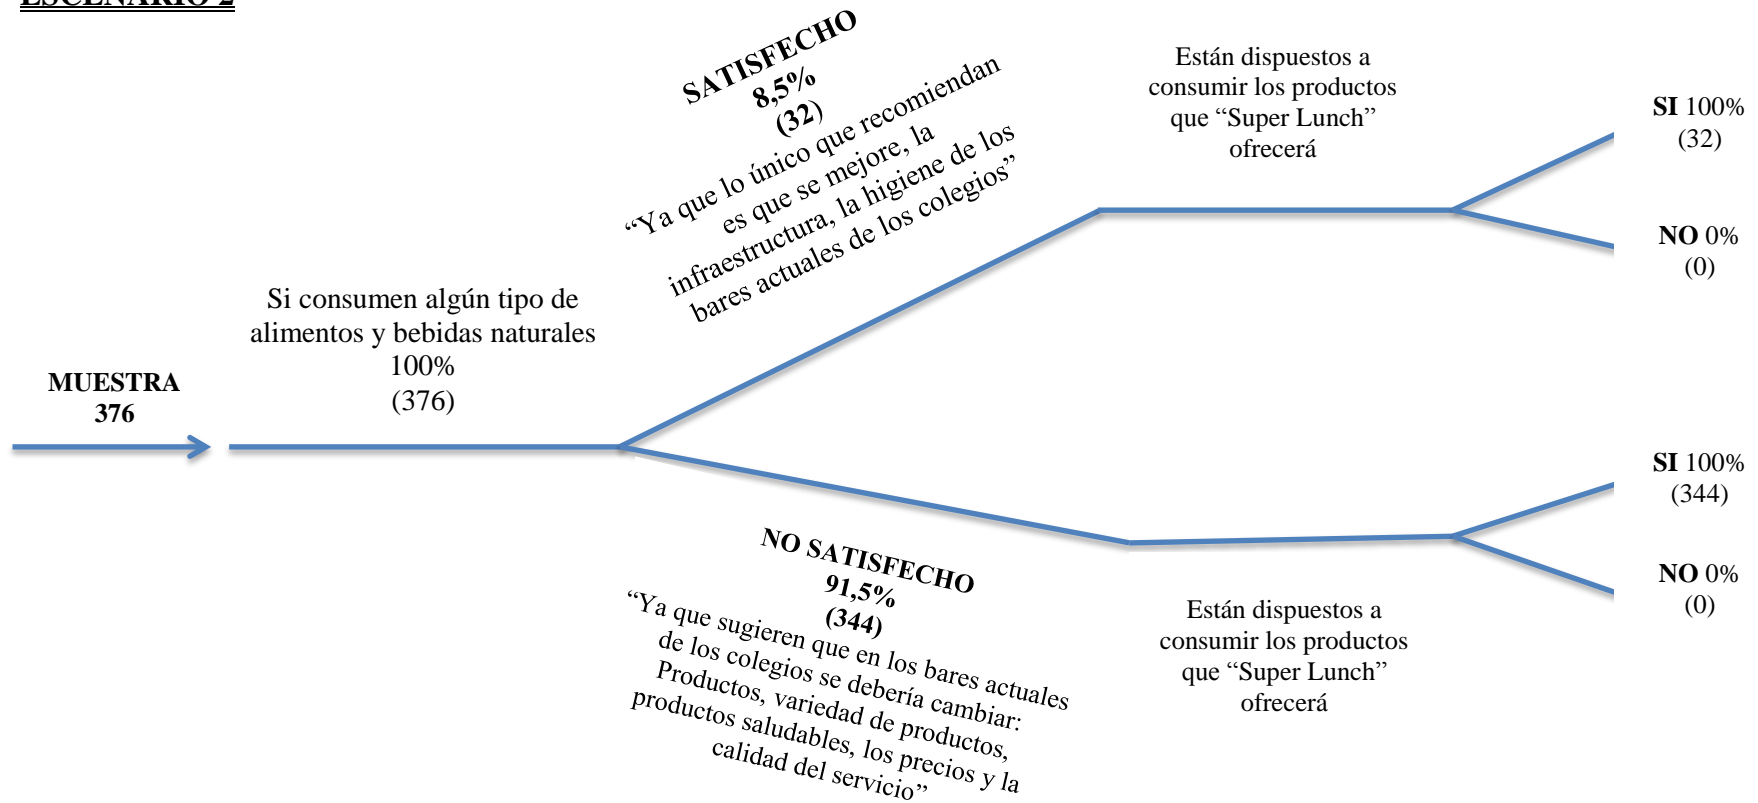 ESCENARIO 2
MUESTRA
376
Si consumen algún tipo de
alimentos y bebidas naturales
100%
(376)
SATISFECHO
8,5%
(32)
“Ya que lo único que recomiendan
es que se mejore, la
infraestructura, la higiene de los
bares actuales de los colegios”
Están dispuestos a
consumir los productos
que “Super Lunch”
ofrecerá
SI 100%
(32)
NO 0%
(0)
NO SATISFECHO
91,5%
(344)
“Ya que sugieren que en los bares actuales
de los colegios se debería cambiar:
Productos, variedad de productos,
productos saludables, los precios y la
calidad del servicio”
Están dispuestos a
consumir los productos
que “Super Lunch”
ofrecerá
SI 100%
(344)
NO 0%
(0)